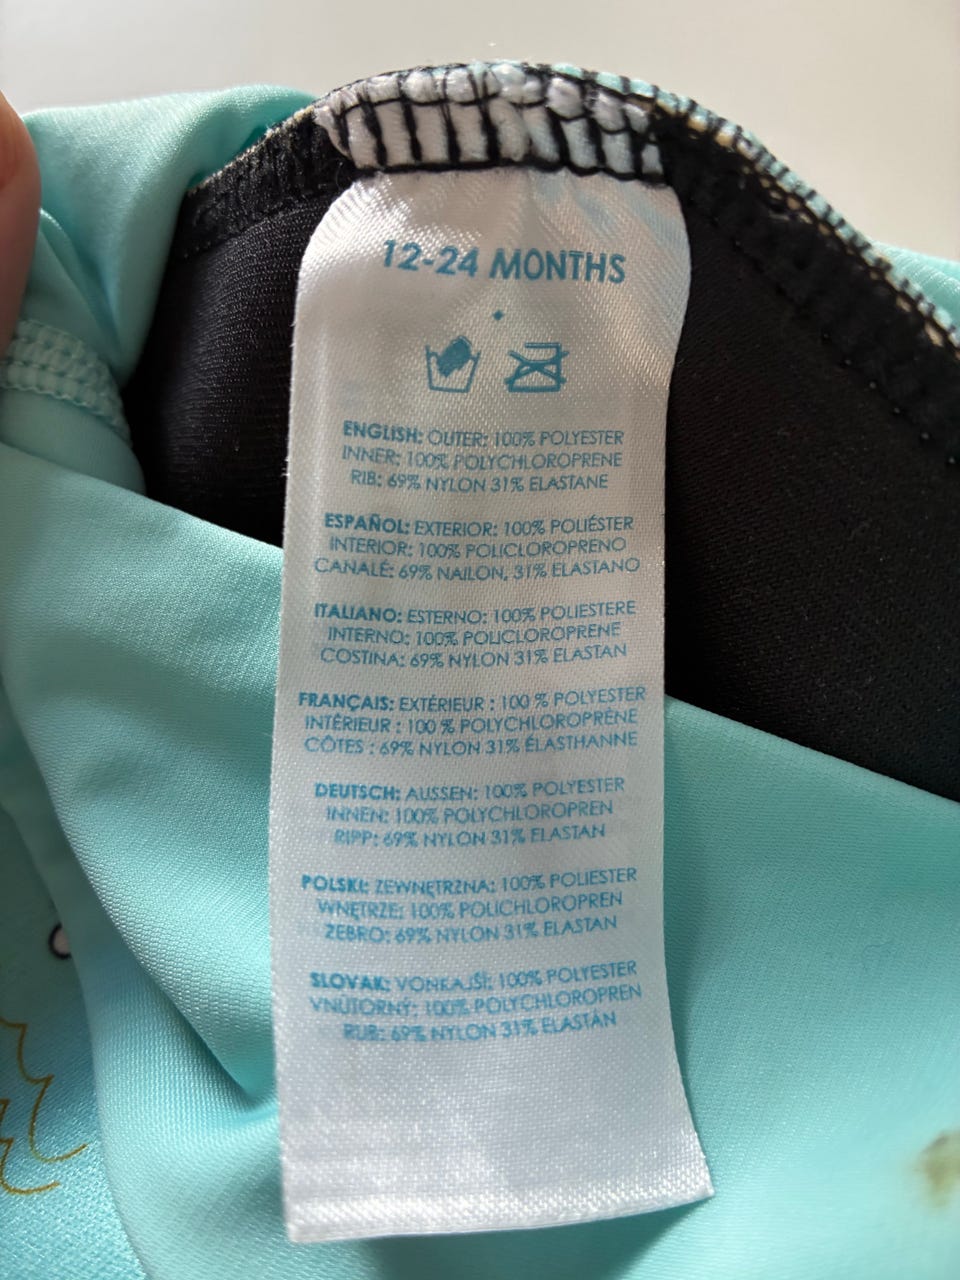 12-24 MONTHS
ENGLISH: OUTER: 100% POLYESTER
INNER: 100% POLYCHLOROPRENE
RIB: 69% NYLON 31% ELASTANE
ESPAÑOL: EXTERIOR: 100% POLIÉSTER
INTERIOR: 100% POLICLOROPRENO
CANALÉ: 69% NAILON, 31% ELASTANO
ITALIANO: ESTERNO: 100% POLIESTERE
INTERNO: 100% POLICLOROPRENE
COSTINA: 69% NYLON 31% ELASTAN
FRANÇAIS: EXTÉRIEUR : 100 % POLYESTER
INTÉRIEUR : 100 % POLYCHLOROPRÈNE
CÔTES : 69% NYLON 31% ÉLASTHANNE
DEUTSCH: AUSSEN: 100% POLYESTER
INNEN: 100% POLYCHLOROPREN
RIPP: 69% NYLON 31% ELASTAN
POLSKI: ZEWNĘTRZNA: 100% POLIESTER
WNĘTRZE: 100% POLICHLOROPREN
ŻEBRO: 69% NYLON 31% ELASTAN
SLOVAK: VONKAJŠÍ: 100% POLYESTER
VNÚTORNÝ: 100% POLYCHLOROPREN
RUB: 69% NYLON 31% ELASTÁN